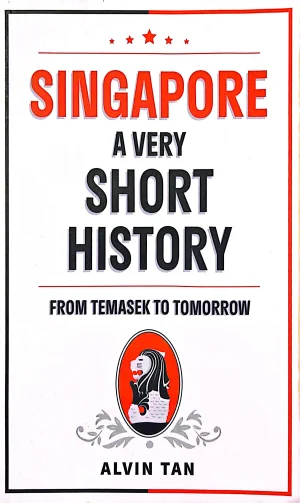 SINGAPORE
A VERY
SHORT
HISTORY
FROM TEMASEK TO TOMORROW
ALVIN TAN